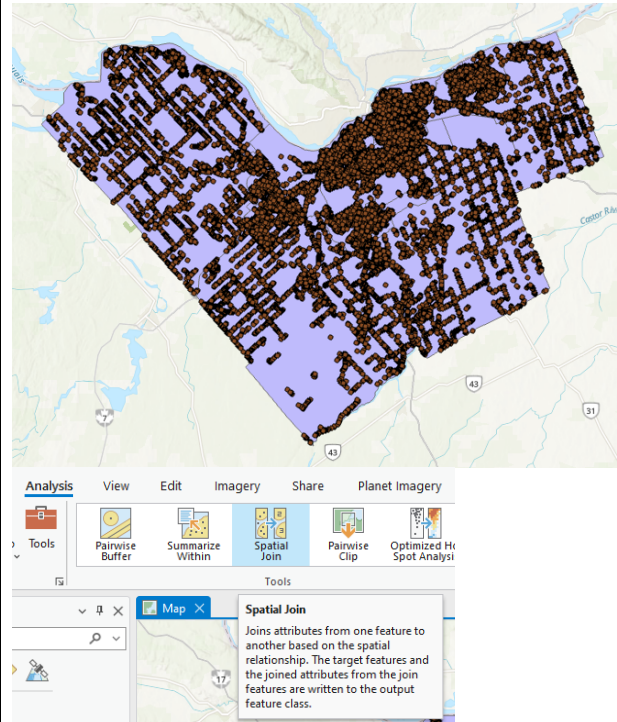 Castor Riv
43
7
31
43
Analysis View Edit Imagery Share Planet Imagery
Tools
Pairwise Buffer
Summarize Within
Spatial Join
Pairwise Clip
Optimized Ho
Spot Analysi
Tools
Map
17
Spatial Join
Joins attributes from one feature to
another based on the spatial
relationship. The target features and
the joined attributes from the join
features are written to the output
feature class.